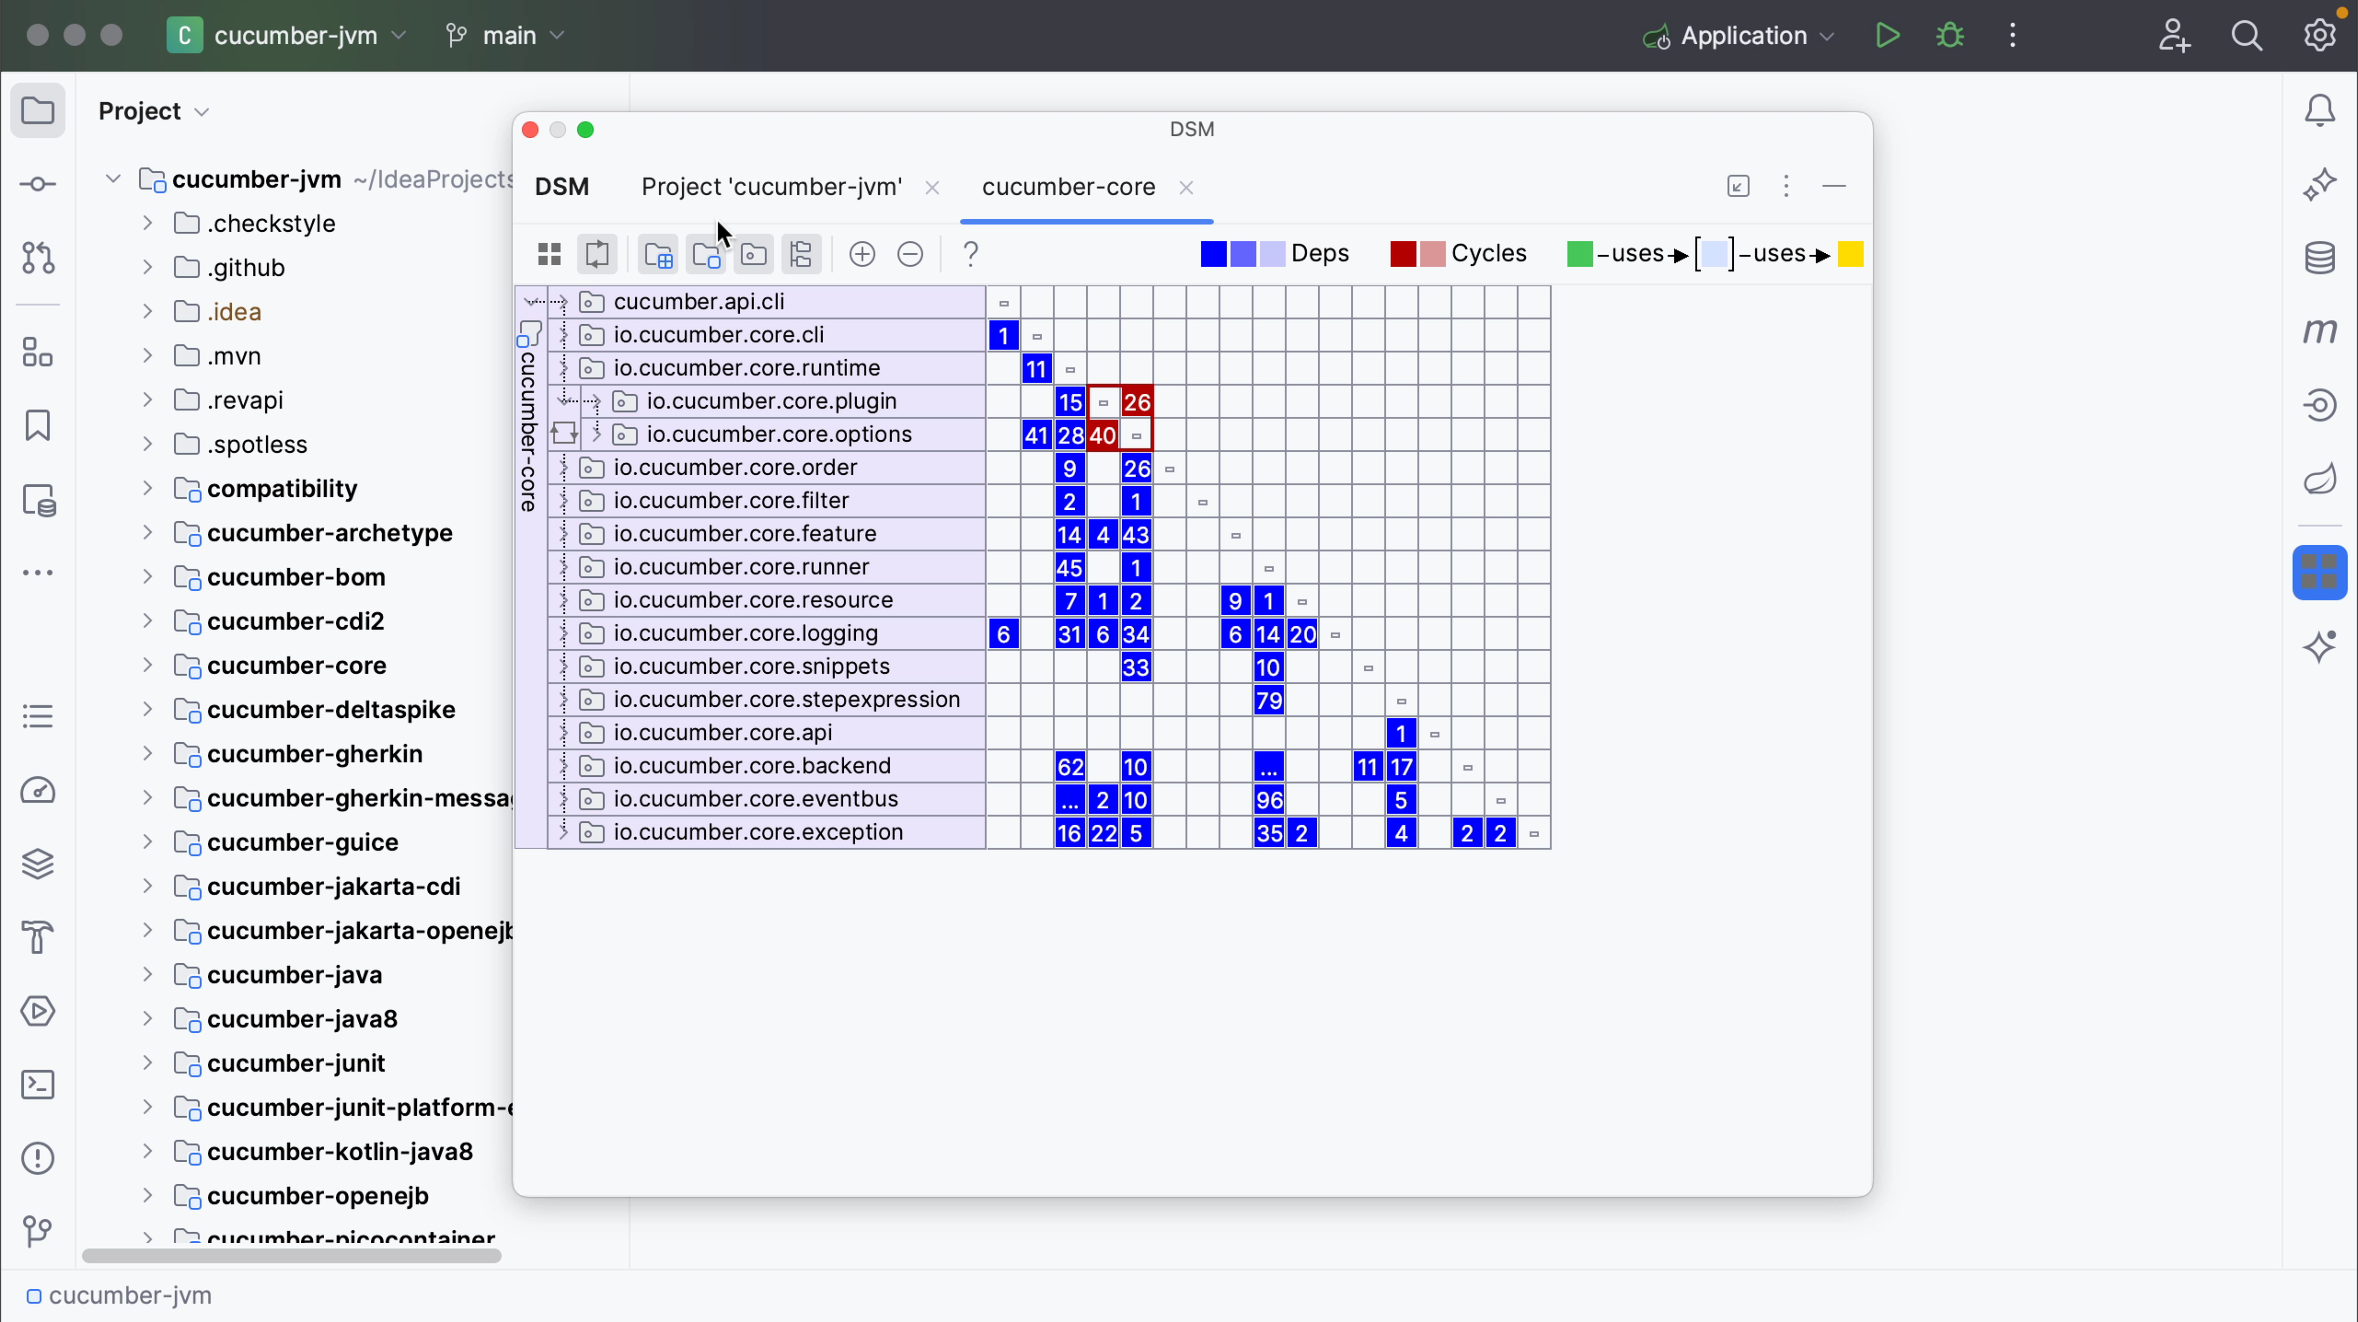 C cucumber-jvm main Application
Project
cucumber-jvm ~/IdeaProjects
.checkstyle
.github
.idea
.mvn
.revapi
.spotless
compatibility
cucumber-archetype
cucumber-bom
cucumber-cdi2
cucumber-core
cucumber-deltaspike
cucumber-gherkin
cucumber-gherkin-messa
cucumber-guice
cucumber-jakarta-cdi
cucumber-jakarta-openejb
cucumber-java
cucumber-java8
cucumber-junit
cucumber-junit-platform-e
cucumber-kotlin-java8
cucumber-openejb
cucumber-picocontainer
DSM
DSM Project 'cucumber-jvm' cucumber-core
? Deps Cycles –uses [ ] –uses
cucumber-core
cucumber.api.cli -
io.cucumber.core.cli 1 -
io.cucumber.core.runtime 11 -
io.cucumber.core.plugin 15 - 26
io.cucumber.core.options 41 28 40 -
io.cucumber.core.order 9 26 -
io.cucumber.core.filter 2 1 -
io.cucumber.core.feature 14 4 43 -
io.cucumber.core.runner 45 1 -
io.cucumber.core.resource 7 1 2 9 1 -
io.cucumber.core.logging 6 31 6 34 6 14 20 -
io.cucumber.core.snippets 33 10 -
io.cucumber.core.stepexpression 79 -
io.cucumber.core.api 1 -
io.cucumber.core.backend 62 10 ... 11 17 -
io.cucumber.core.eventbus ... 2 10 96 5 -
io.cucumber.core.exception 16 22 5 35 2 4 2 2 -
m
cucumber-jvm